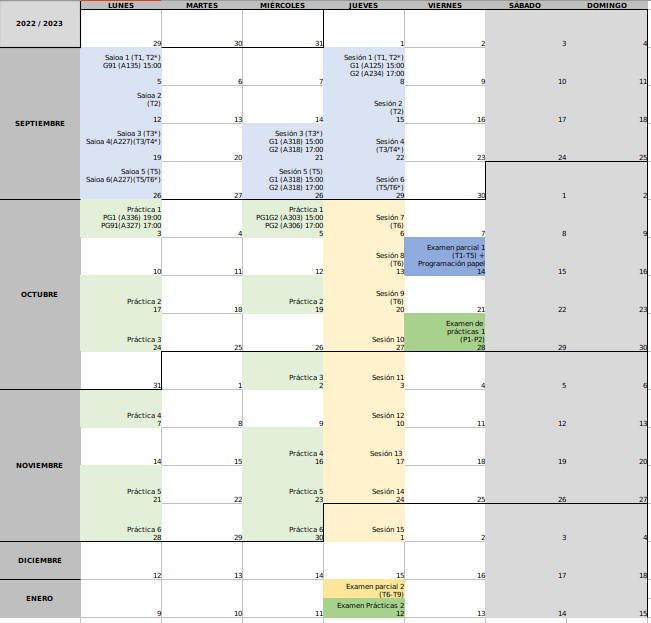 LUNES MARTES MIÉRCOLES JUEVES VIERNES SÁBADO DOMINGO
2022 / 2023
29 30 31 1 2 3 4
SEPTIEMBRE
Saioa 1 (T1, T2*)
G91 (A135) 15:00
5 6 7
Sesión 1 (T1, T2*)
G1 (A125) 15:00
G2 (A234) 17:00
8 9 10 11
Saioa 2
(T2)
12 13 14
Sesión 2
(T2)
15 16 17 18
Saioa 3 (T3*)
Saioa 4(A227)(T3/T4*)
19 20
Sesión 3 (T3*)
G1 (A318) 15:00
G2 (A318) 17:00
21
Sesión 4
(T3/T4*)
22 23 24 25
Saioa 5 (T5)
Saioa 6(A227)(T5/T6*)
26 27
Sesión 5 (T5)
G1 (A318) 15:00
G2 (A318) 17:00
28
Sesión 6
(T5/T6*)
29 30 1 2
OCTUBRE
Práctica 1
PG1 (A336) 19:00
PG91(A327) 17:00
3 4
Práctica 1
PG1G2 (A303) 15:00
PG2 (A306) 17:00
5
Sesión 7
(T6)
6 7 8 9
10 11 12
Sesión 8
(T6)
13
Examen parcial 1
(T1-T5) +
Programación papel
14 15 16
Práctica 2
17 18
Práctica 2
19
Sesión 9
(T6)
20 21 22 23
Práctica 3
24 25 26
Sesión 10
27
Examen de
prácticas 1
(P1-P2)
28 29 30
31 1
Práctica 3
2
Sesión 11
3 4 5 6
NOVIEMBRE
Práctica 4
7 8 9
Sesión 12
10 11 12 13
14 15
Práctica 4
16
Sesión 13
17 18 19 20
Práctica 5
21 22
Práctica 5
23
Sesión 14
24 25 26 27
Práctica 6
28 29
Práctica 6
30
Sesión 15
1 2 3 4
DICIEMBRE
12 13 14 15 16 17 18
ENERO
9 10 11
Examen parcial 2
(T6-T9)
Examen Prácticas 2
12 13 14 15